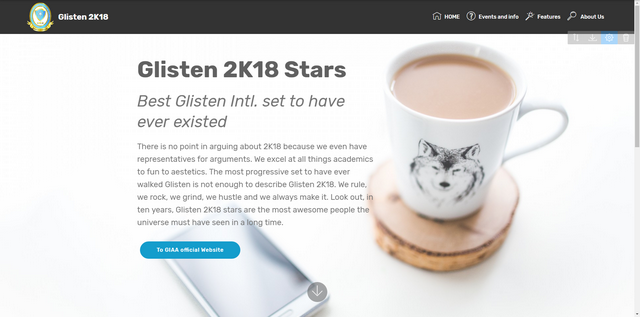 Glisten 2K18
HOME
Events and info
Features
About Us
Glisten 2K18 Stars
Best Glisten Intl. set to have
ever existed
There is no point in arguing about 2K18 because we even have
representatives for arguments. We excel at all things academics
to fun to aestetics. The most progressive set to have ever
walked Glisten is not enough to describe Glisten 2K18. We rule,
we rock, we grind, we hustle and we always make it. Look out, in
ten years, Glisten 2K18 stars are the most awesome people the
universe must have seen in a long time.
To GIAA official Website